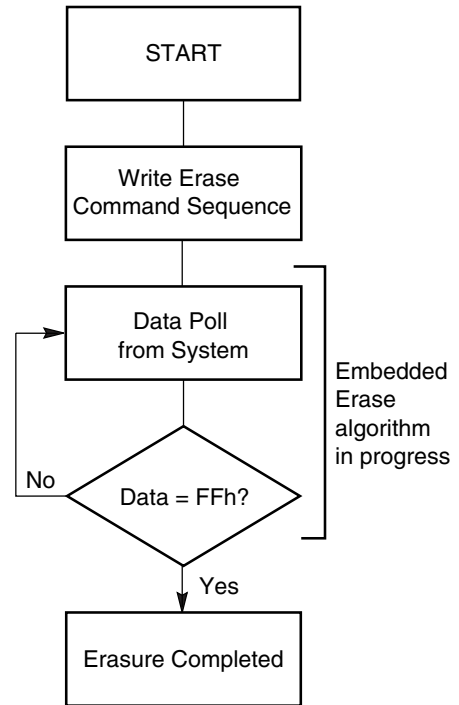 START
Write Erase
Command Sequence
Data Poll
from System
Embedded
Erase
algorithm
in progress
No
Data = FFh?
Yes
Erasure Completed